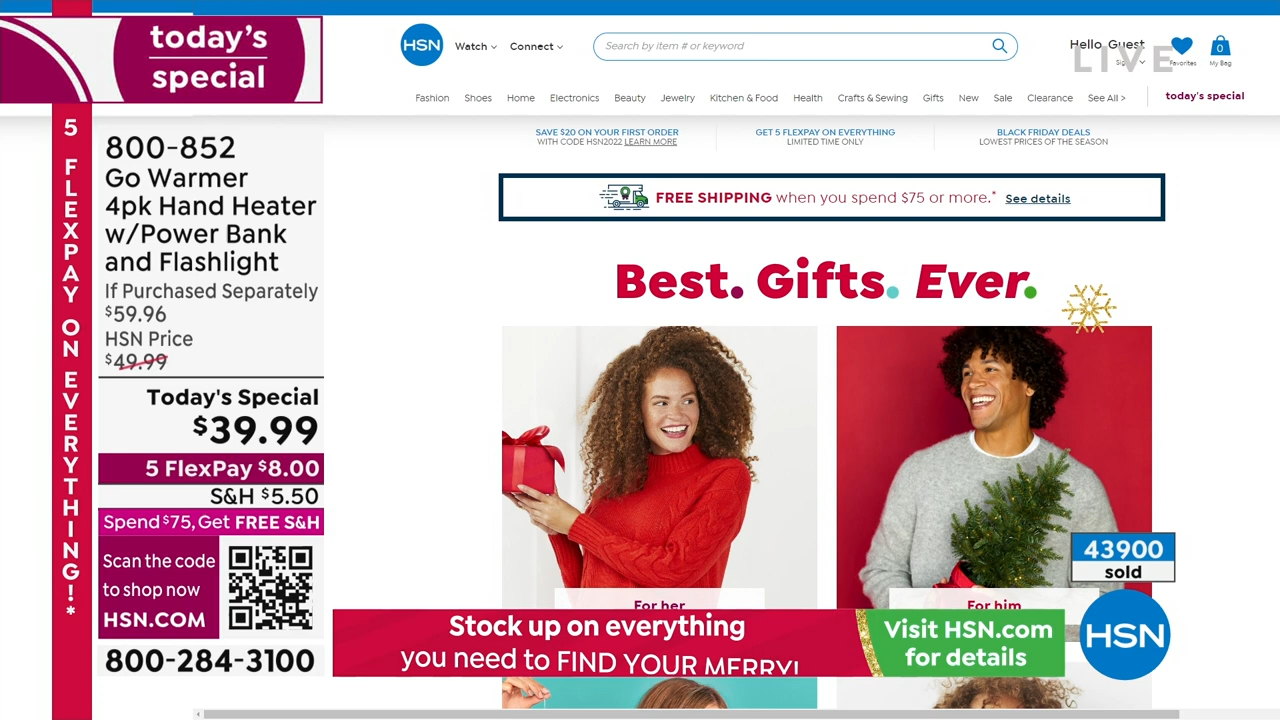 today's
special
5 FLEXPAY ON EVERYTHING!*
800-852
Go Warmer
4pk Hand Heater
w/Power Bank
and Flashlight
If Purchased Separately
$59.96
HSN Price
$49.99
Today's Special
$39.99
5 FlexPay $8.00
S&H $5.50
Spend $75, Get FREE S&H
Scan the code
to shop now
HSN.COM
800-284-3100
HSN
Watch
Connect
Search by item # or keyword
Hello, Guest
LIVE
Favorites
0
My Bag
Fashion Shoes Home Electronics Beauty Jewelry Kitchen & Food Health Crafts & Sewing Gifts New Sale Clearance See All > today's special
SAVE $20 ON YOUR FIRST ORDER
WITH CODE HSN2022 LEARN MORE
GET 5 FLEXPAY ON EVERYTHING
LIMITED TIME ONLY
BLACK FRIDAY DEALS
LOWEST PRICES OF THE SEASON
FREE SHIPPING when you spend $75 or more.* See details
Best. Gifts. Ever.
For her
For him
43900
sold
Stock up on everything
you need to FIND YOUR MERRY!
Visit HSN.com
for details
HSN